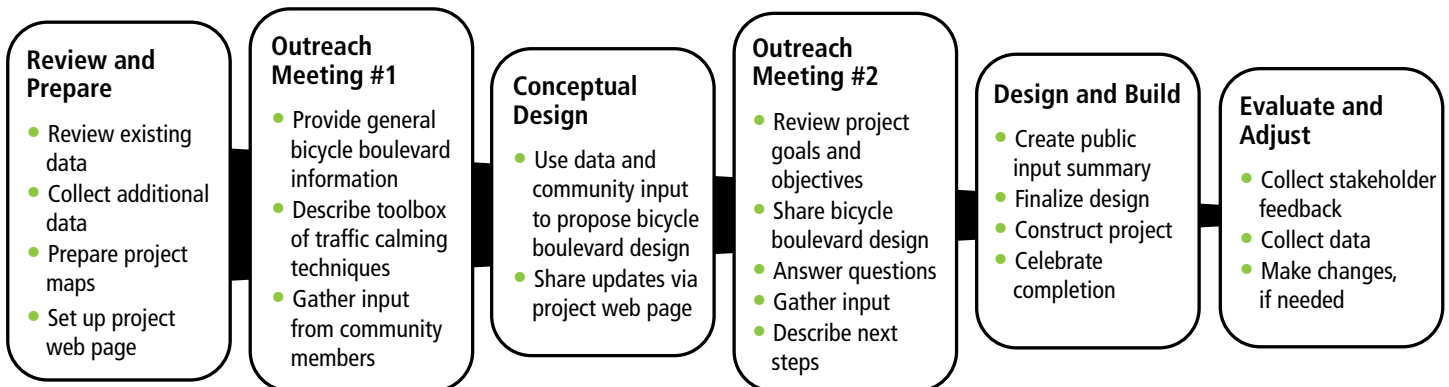 Review and
Prepare
• Review existing
data
• Collect additional
data
• Prepare project
maps
• Set up project
web page
Outreach
Meeting #1
• Provide general
bicycle boulevard
information
• Describe toolbox
of traffic calming
techniques
• Gather input
from community
members
Conceptual
Design
• Use data and
community input
to propose bicycle
boulevard design
• Share updates via
project web page
Outreach
Meeting #2
• Review project
goals and
objectives
• Share bicycle
boulevard design
• Answer questions
• Gather input
• Describe next
steps
Design and Build
• Create public
input summary
• Finalize design
• Construct project
• Celebrate
completion
Evaluate and
Adjust
• Collect stakeholder
feedback
• Collect data
• Make changes,
if needed